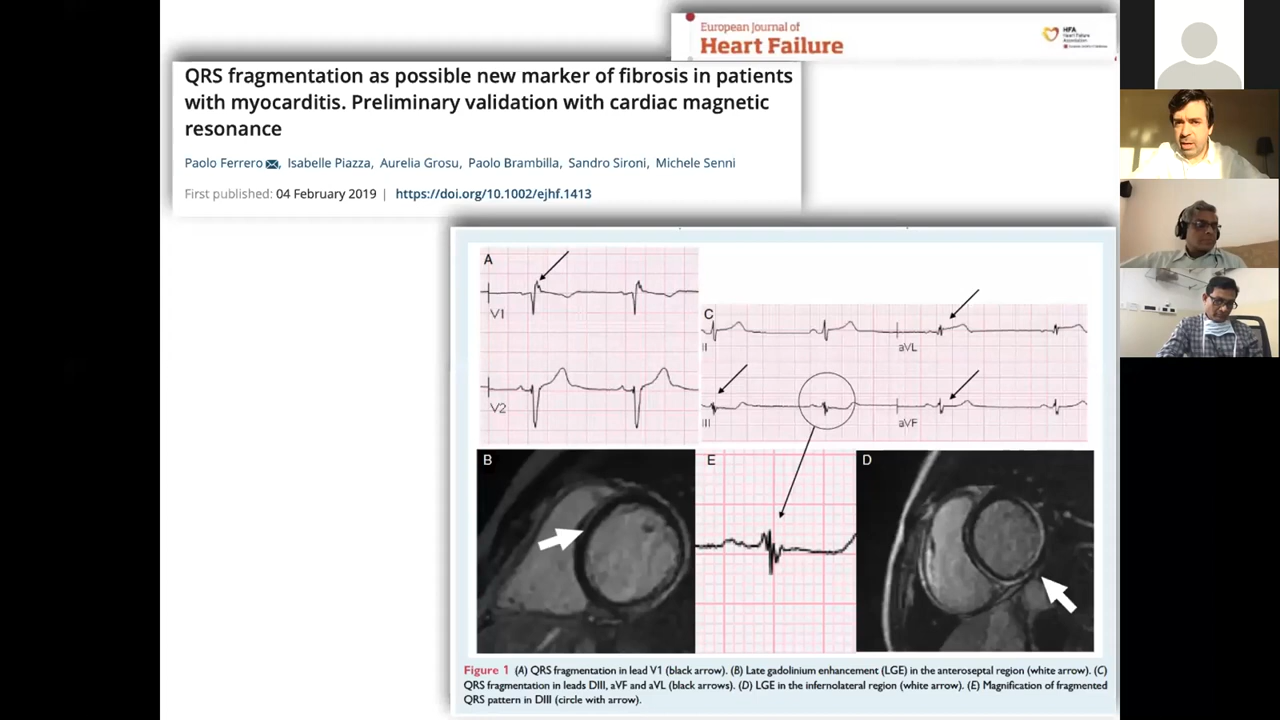 European Journal of
Heart Failure
HFA
Heart Failure
Association
QRS fragmentation as possible new marker of fibrosis in patients
with myocarditis. Preliminary validation with cardiac magnetic
resonance
Paolo Ferrero, Isabelle Piazza, Aurelia Grosu, Paolo Brambilla, Sandro Sironi, Michele Senni
First published: 04 February 2019 | https://doi.org/10.1002/ejhf.1413
A
V1
V2
C
II
aVL
III
aVF
B
E
D
Figure 1 (A) QRS fragmentation in lead V1 (black arrow). (B) Late gadolinium enhancement (LGE) in the anteroseptal region (white arrow). (C)
QRS fragmentation in leads DIII, aVF and aVL (black arrows). (D) LGE in the infernolateral region (white arrow). (E) Magnification of fragmented
QRS pattern in DIII (circle with arrow).